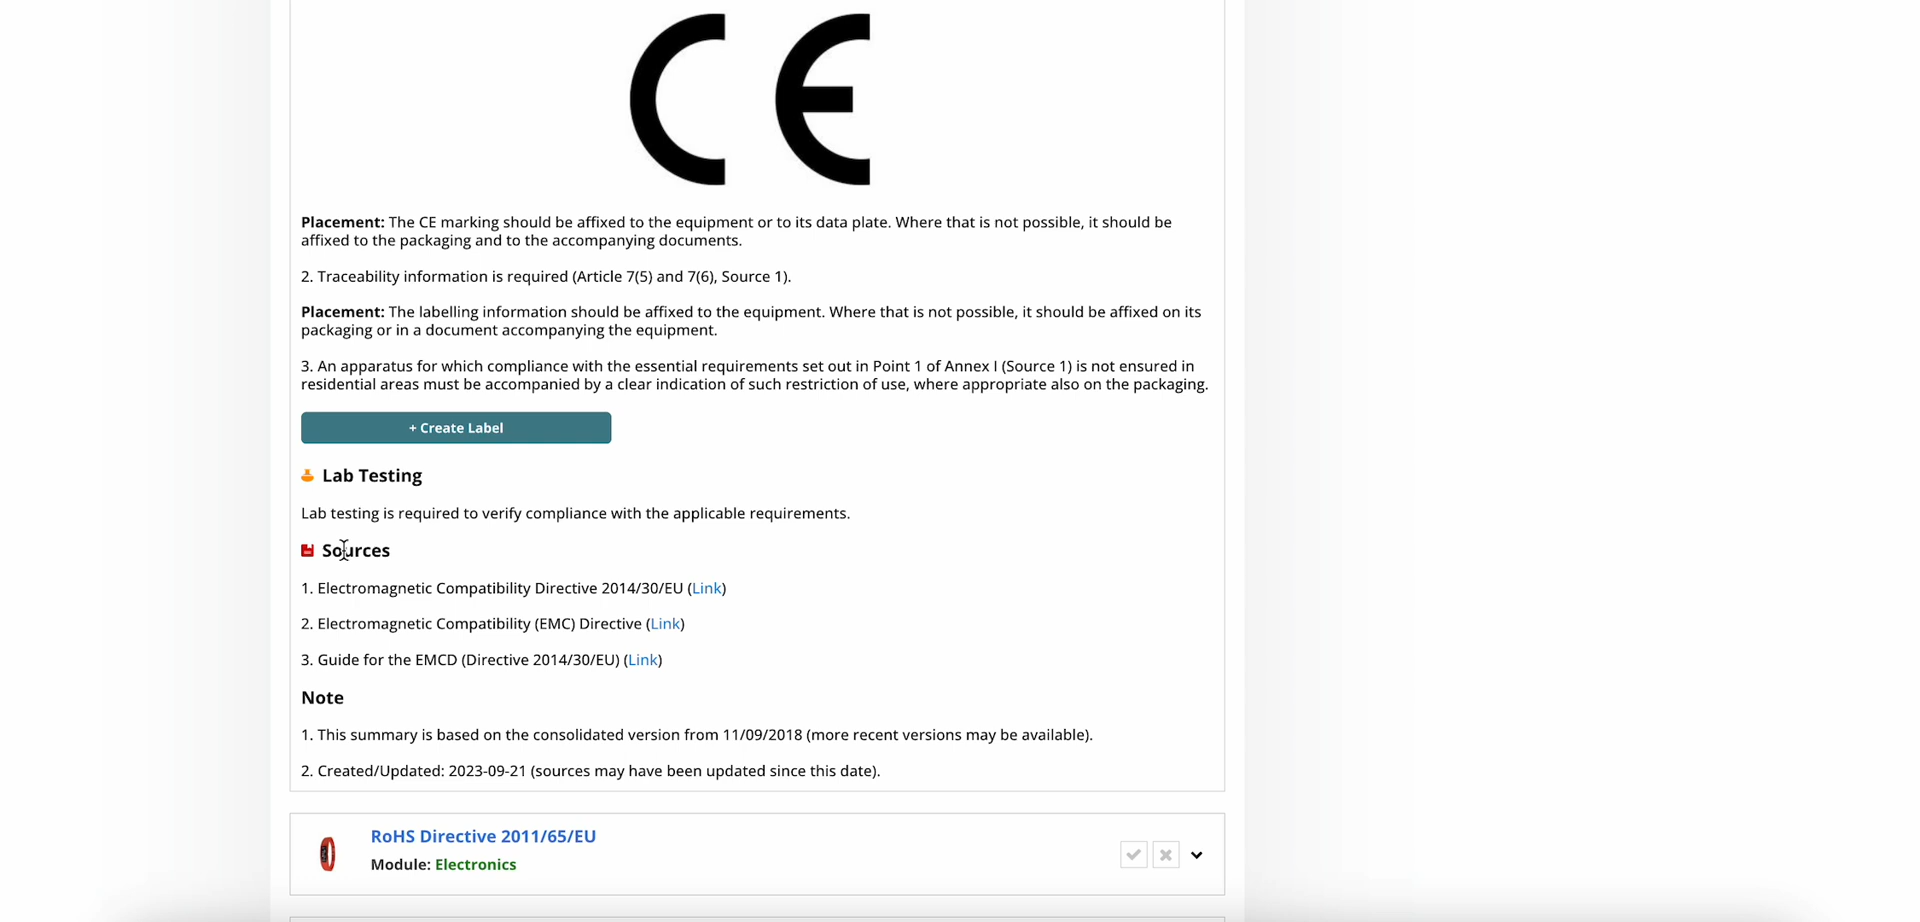 CE
Placement: The CE marking should be affixed to the equipment or to its data plate. Where that is not possible, it should be
affixed to the packaging and to the accompanying documents.
2. Traceability information is required (Article 7(5) and 7(6), Source 1).
Placement: The labelling information should be affixed to the equipment. Where that is not possible, it should be affixed on its
packaging or in a document accompanying the equipment.
3. An apparatus for which compliance with the essential requirements set out in Point 1 of Annex I (Source 1) is not ensured in
residential areas must be accompanied by a clear indication of such restriction of use, where appropriate also on the packaging.
+ Create Label
Lab Testing
Lab testing is required to verify compliance with the applicable requirements.
Sources
1. Electromagnetic Compatibility Directive 2014/30/EU (Link)
2. Electromagnetic Compatibility (EMC) Directive (Link)
3. Guide for the EMCD (Directive 2014/30/EU) (Link)
Note
1. This summary is based on the consolidated version from 11/09/2018 (more recent versions may be available).
2. Created/Updated: 2023-09-21 (sources may have been updated since this date).
RoHS Directive 2011/65/EU
Module: Electronics